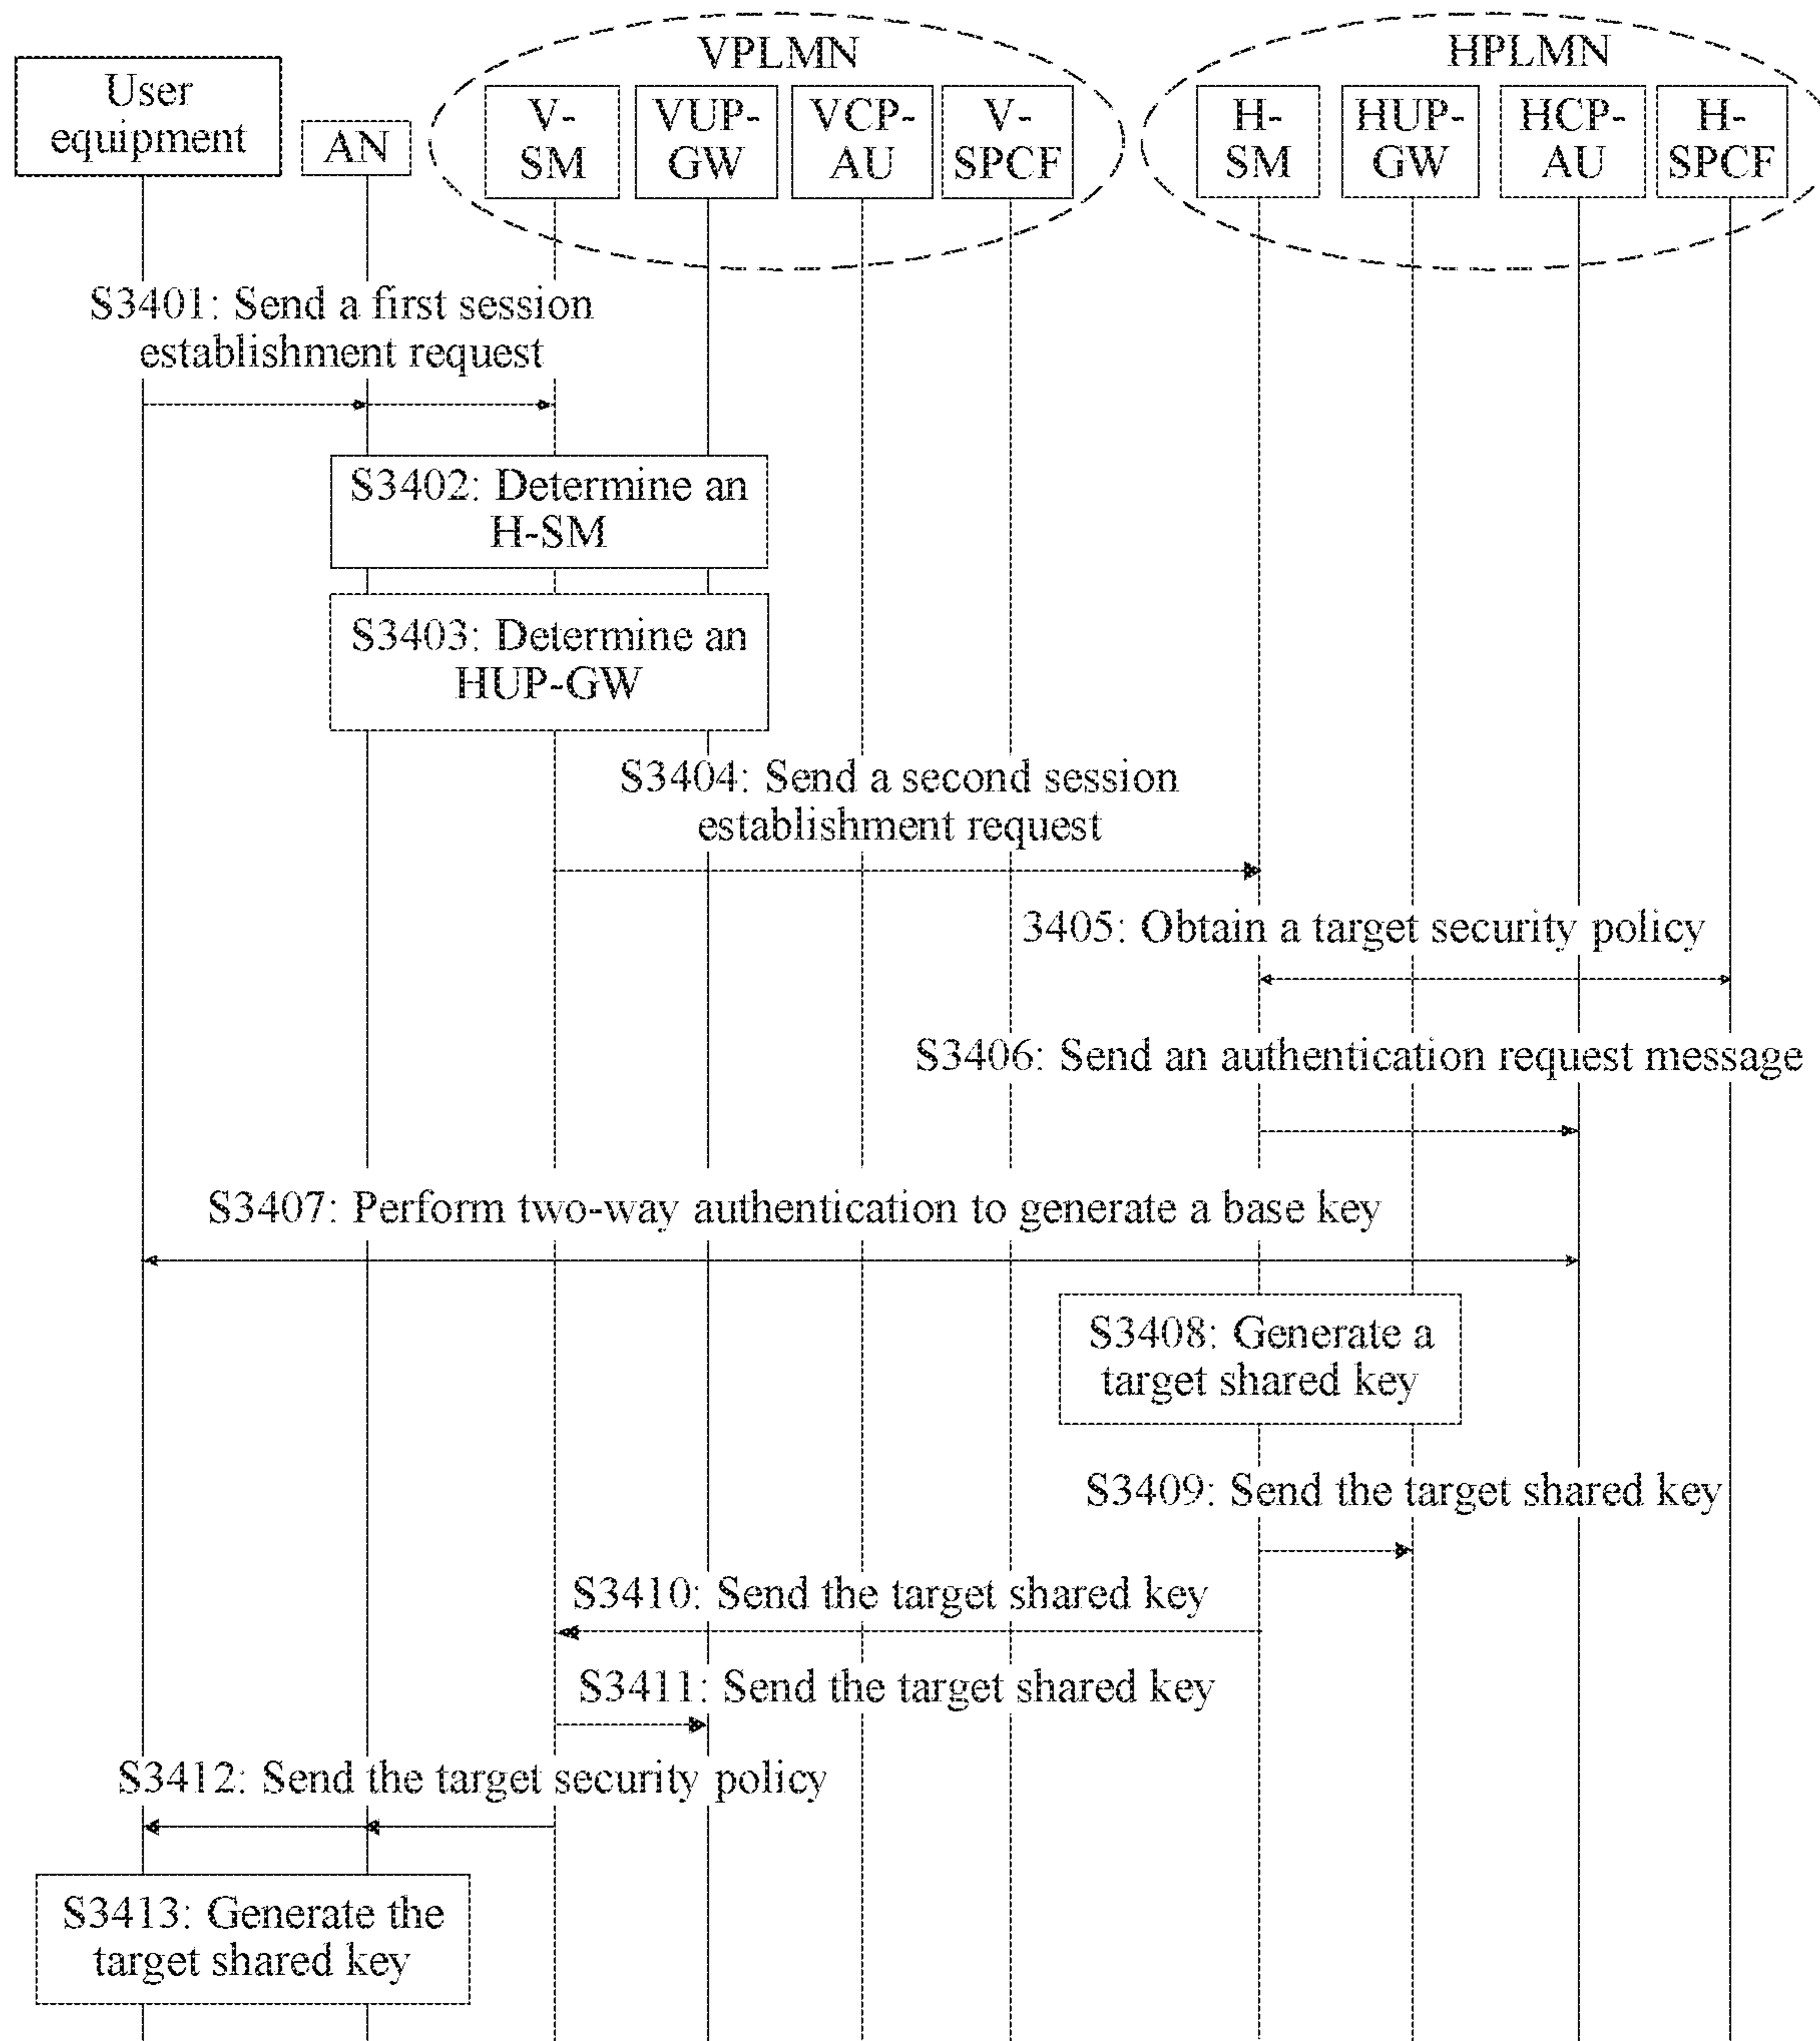 VPLMN
HPLMN
User
equipment
AN
V-
SM
VUP-
GW
VCP-
AU
V-
SPCF
H-
SM
HUP-
GW
HCP-
AU
H-
SPCF
S3401: Send a first session
establishment request
S3402: Determine an
H-SM
S3403: Determine an
HUP-GW
S3404: Send a second session
establishment request
3405: Obtain a target security policy
S3406: Send an authentication request message
S3407: Perform two-way authentication to generate a base key
S3408: Generate a
target shared key
S3409: Send the target shared key
S3410: Send the target shared key
S3411: Send the target shared key
S3412: Send the target security policy
S3413: Generate the
target shared key